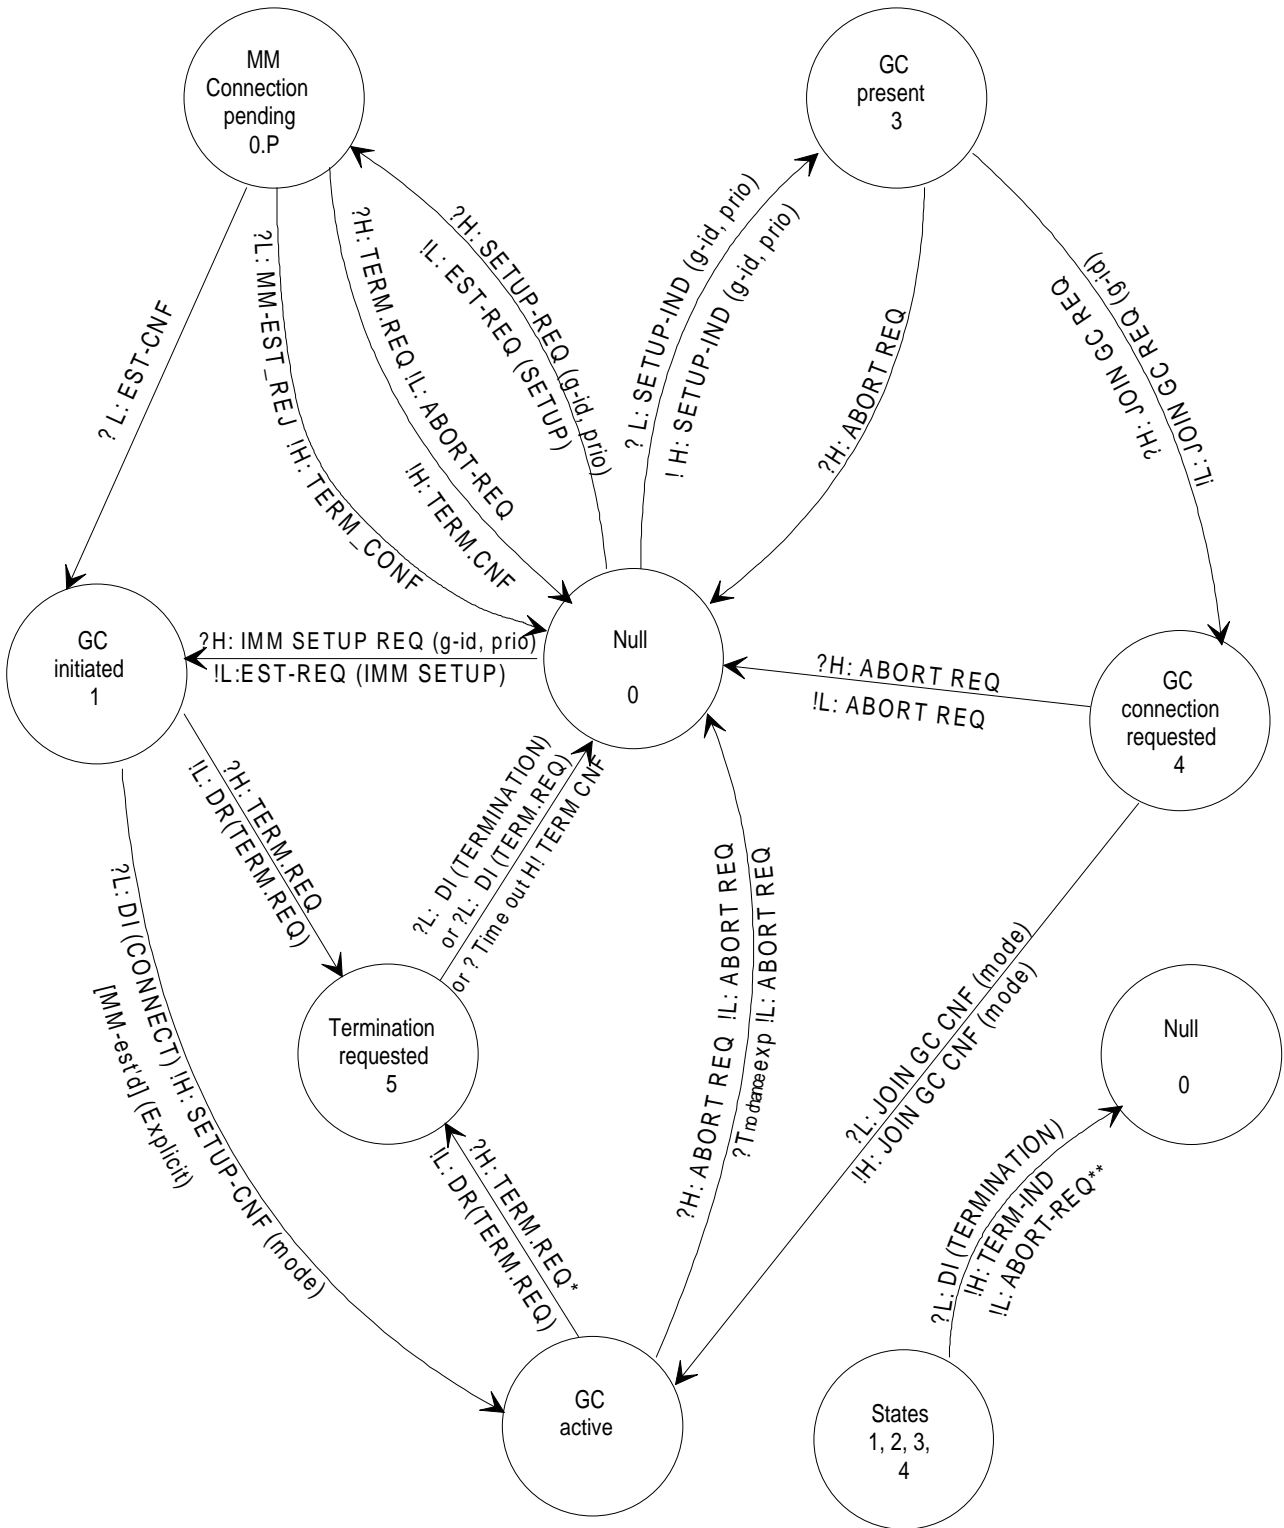 MM
Connection
pending
0.P
GC
present
3
?H: SETUP-REQ (g-id, prio)
!L: EST-REQ (SETUP)
? L: SETUP-IND (g-id, prio)
! H: SETUP-IND (g-id, prio)
?H: ABORT REQ
!L: JOIN GC REQ (g-id)
?H: JOIN GC REQ
? L: EST-CNF
?L: MM-EST_REJ !H: TERM_CONF
?H: TERM.REQ !L: ABORT-REQ
!H: TERM.CNF
GC
initiated
1
?H: IMM SETUP REQ (g-id, prio)
!L:EST-REQ (IMM SETUP)
Null
0
?H: ABORT REQ
!L: ABORT REQ
GC
connection
requested
4
?H: TERM.REQ
!L: DR(TERM.REQ)
?L: DI (TERMINATION)
or ?L: DI (TERM.REQ)
or ? Time out H! TERM CNF
?L: DI (CONNECT) !H: SETUP-CNF (mode)
[MM-est'd] (Explicit)
Termination
requested
5
?H: ABORT REQ !L: ABORT REQ
?Tnochance exp !L: ABORT REQ
?L: JOIN GC CNF (mode)
!H: JOIN GC CNF (mode)
Null
0
?H: TERM.REQ*
!L: DR(TERM.REQ)
?L: DI (TERMINATION)
!H: TERM-IND
!L: ABORT-REQ**
GC
active
States
1, 2, 3,
4